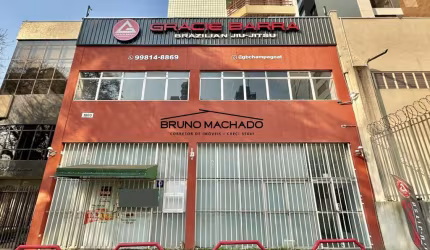 GRACIE BARRA
BRAZILIAN JIU-JITSU
99814-8869
@gbchampagnat
BRUNO MACHADO
CORRETOR DE IMÓVEIS